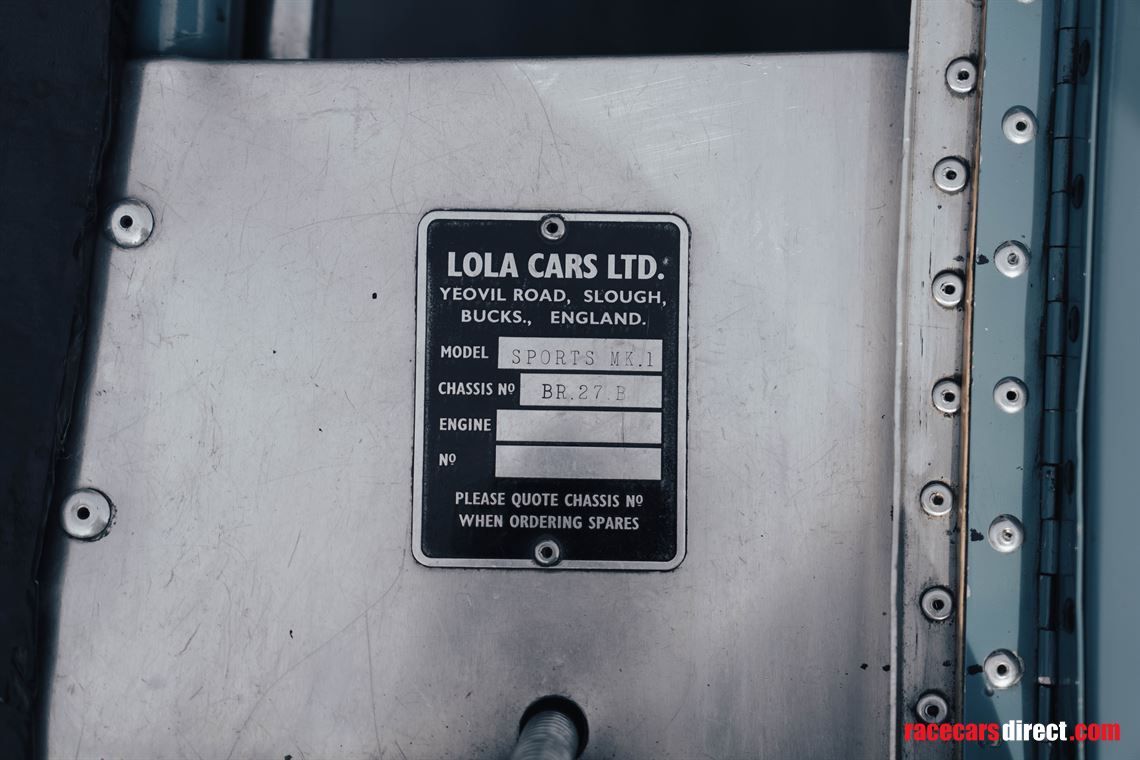 LOLA CARS LTD.
YEOVIL ROAD, SLOUGH,
BUCKS., ENGLAND.
MODEL SPORTS MK.1
CHASSIS Nº BR.27.B
ENGINE
Nº
PLEASE QUOTE CHASSIS Nº
WHEN ORDERING SPARES
racecarsdirect.com